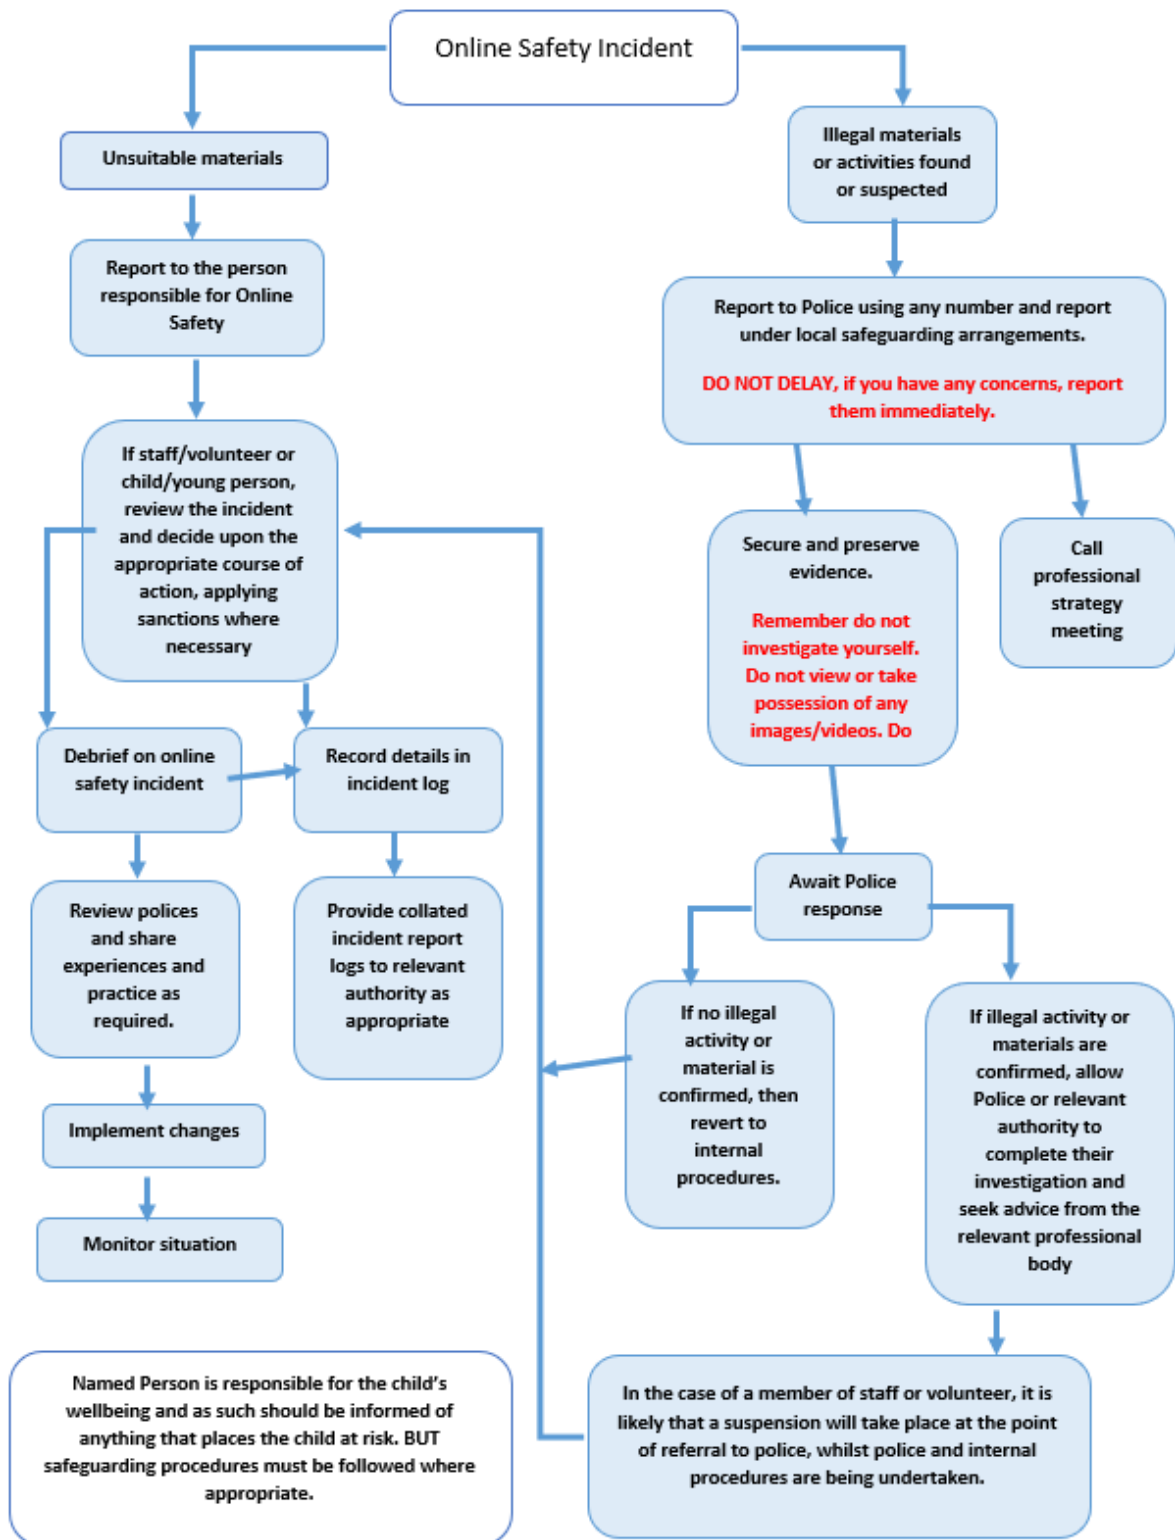 Online Safety Incident
Unsuitable materials
Illegal materials
or activities found
or suspected
Report to the person
responsible for Online
Safety
Report to Police using any number and report
under local safeguarding arrangements.
DO NOT DELAY, if you have any concerns, report
them immediately.
If staff/volunteer or
child/young person,
review the incident
and decide upon the
appropriate course of
action, applying
sanctions where
necessary
Secure and preserve
evidence.
Remember do not
investigate yourself.
Do not view or take
possession of any
images/videos. Do
Call
professional
strategy
meeting
Debrief on online
safety incident
Record details in
incident log
Review polices
and share
experiences and
practice as
required.
Provide collated
incident report
logs to relevant
authority as
appropriate
Await Police
response
If no illegal
activity or
material is
confirmed, then
revert to
internal
procedures.
If illegal activity or
materials are
confirmed, allow
Police or relevant
authority to
complete their
investigation and
seek advice from the
relevant professional
body
Implement changes
Monitor situation
Named Person is responsible for the child’s
wellbeing and as such should be informed of
anything that places the child at risk. BUT
safeguarding procedures must be followed where
appropriate.
In the case of a member of staff or volunteer, it is
likely that a suspension will take place at the point
of referral to police, whilst police and internal
procedures are being undertaken.